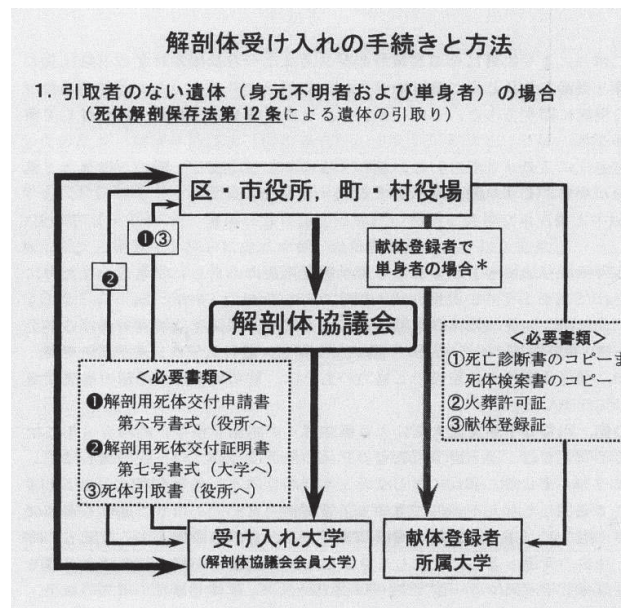 解剖体受け入れの手続きと方法
1. 引取者のない遺体（身元不明者および単身者）の場合
（死体解剖保存法第12条による遺体の引取り）
区・市役所，町・村役場
❶③
❷
献体登録者で
単身者の場合*
解剖体協議会
＜必要書類＞
❶解剖用死体交付申請書
第六号書式（役所へ）
❷解剖用死体交付証明書
第七号書式（大学へ）
③死体引取書（役所へ）
＜必要書類＞
①死亡診断書のコピーま
死体検案書のコピー
②火葬許可証
③献体登録証
受け入れ大学
（解剖体協議会会員大学）
献体登録者
所属大学